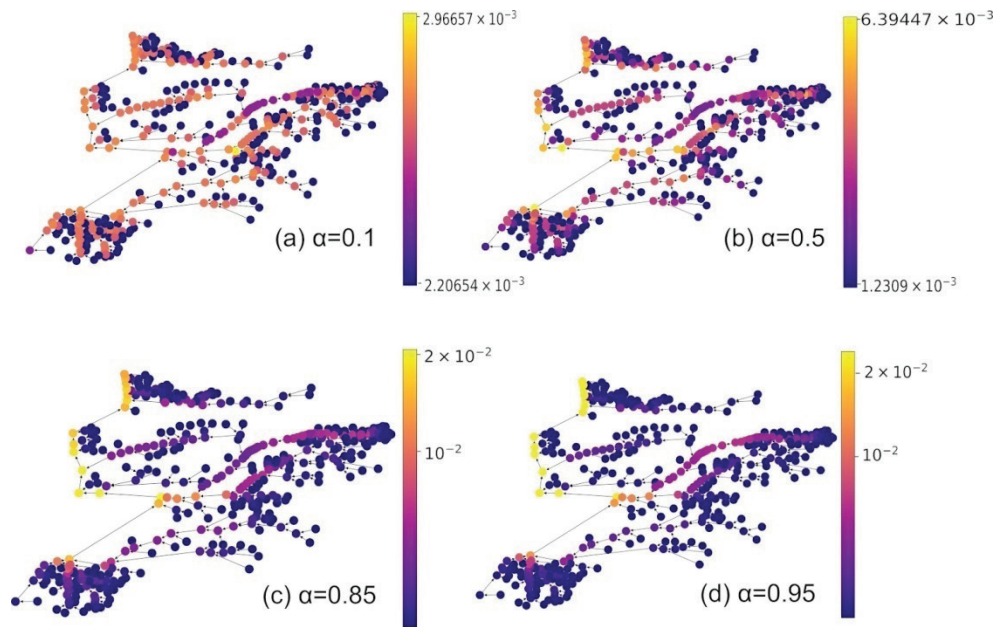 2.96657 × 10⁻³
2.20654 × 10⁻³
(a) α=0.1
6.39447 × 10⁻³
1.2309 × 10⁻³
(b) α=0.5
2 × 10⁻²
10⁻²
(c) α=0.85
2 × 10⁻²
10⁻²
(d) α=0.95